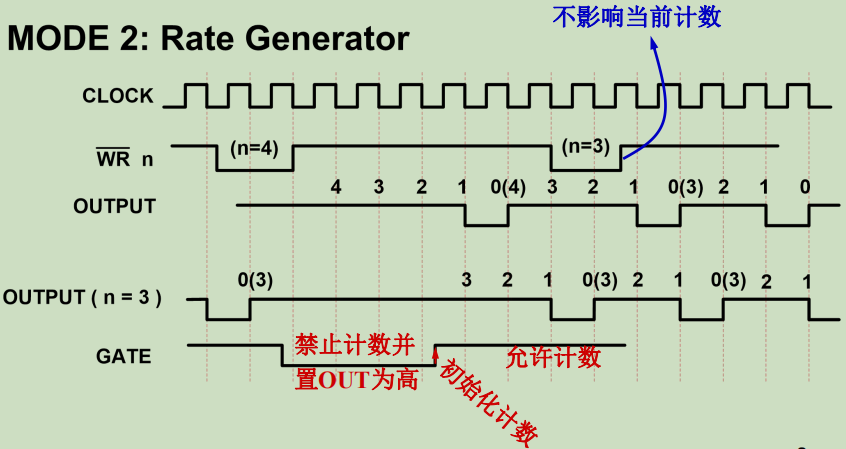 不影响当前计数
MODE 2: Rate Generator
CLOCK
WR n (n=4) (n=3)
4 3 2 1 0(4) 3 2 1 0(3) 2 1 0
OUTPUT
0(3) 3 2 1 0(3) 2 1 0(3) 2 1
OUTPUT ( n = 3 )
GATE 禁止计数并 允许计数
置OUT为高
初始化计数